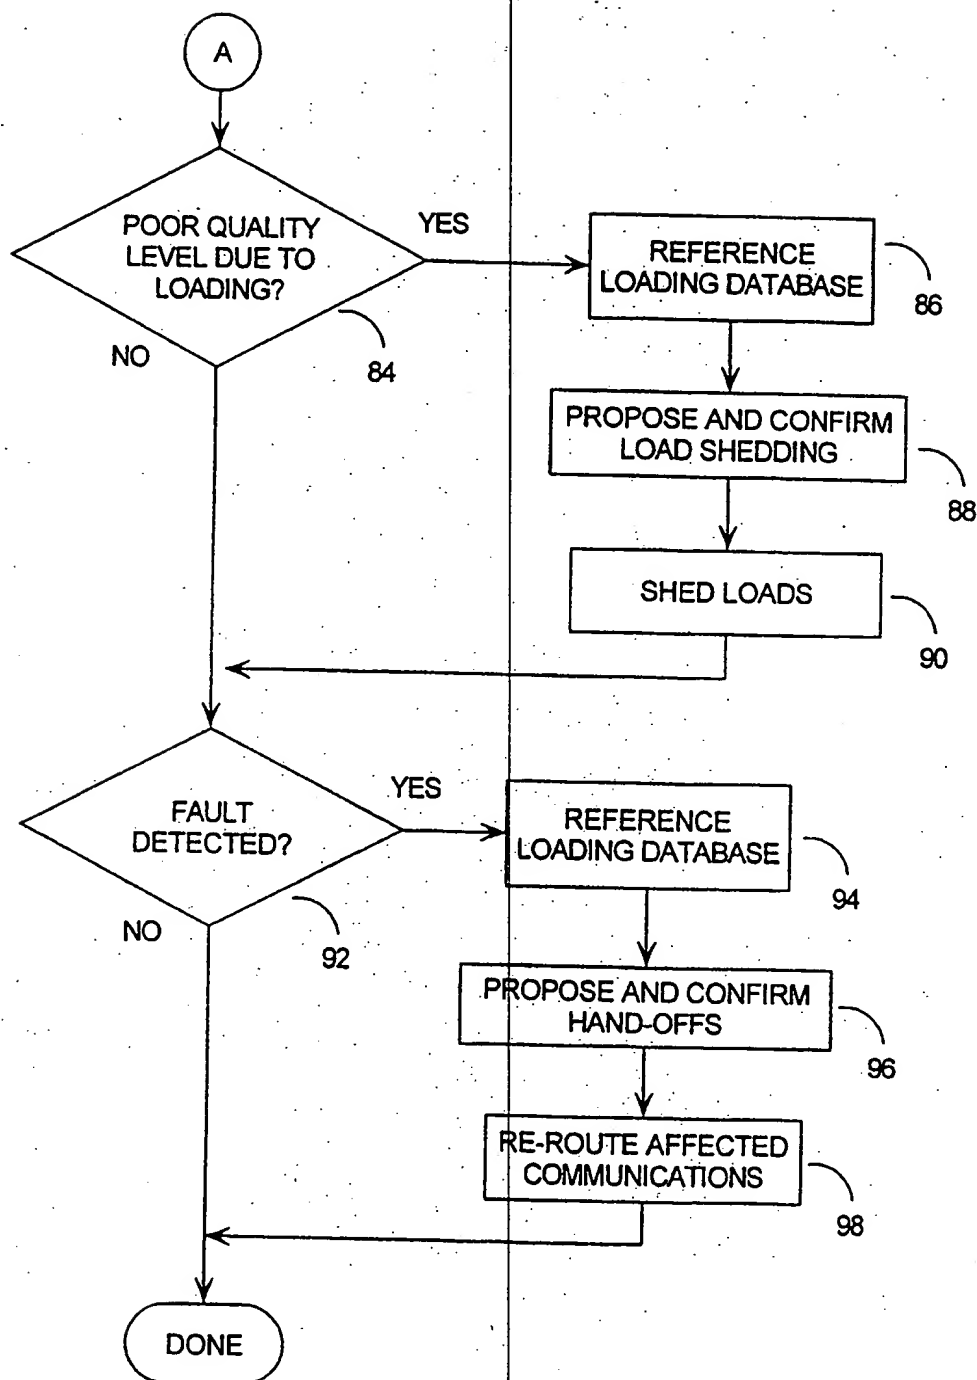 A
POOR QUALITY
LEVEL DUE TO
LOADING?
YES
NO
84
REFERENCE
LOADING DATABASE
86
PROPOSE AND CONFIRM
LOAD SHEDDING
88
SHED LOADS
90
FAULT
DETECTED?
YES
NO
92
REFERENCE
LOADING DATABASE
94
PROPOSE AND CONFIRM
HAND-OFFS
96
RE-ROUTE AFFECTED
COMMUNICATIONS
98
DONE